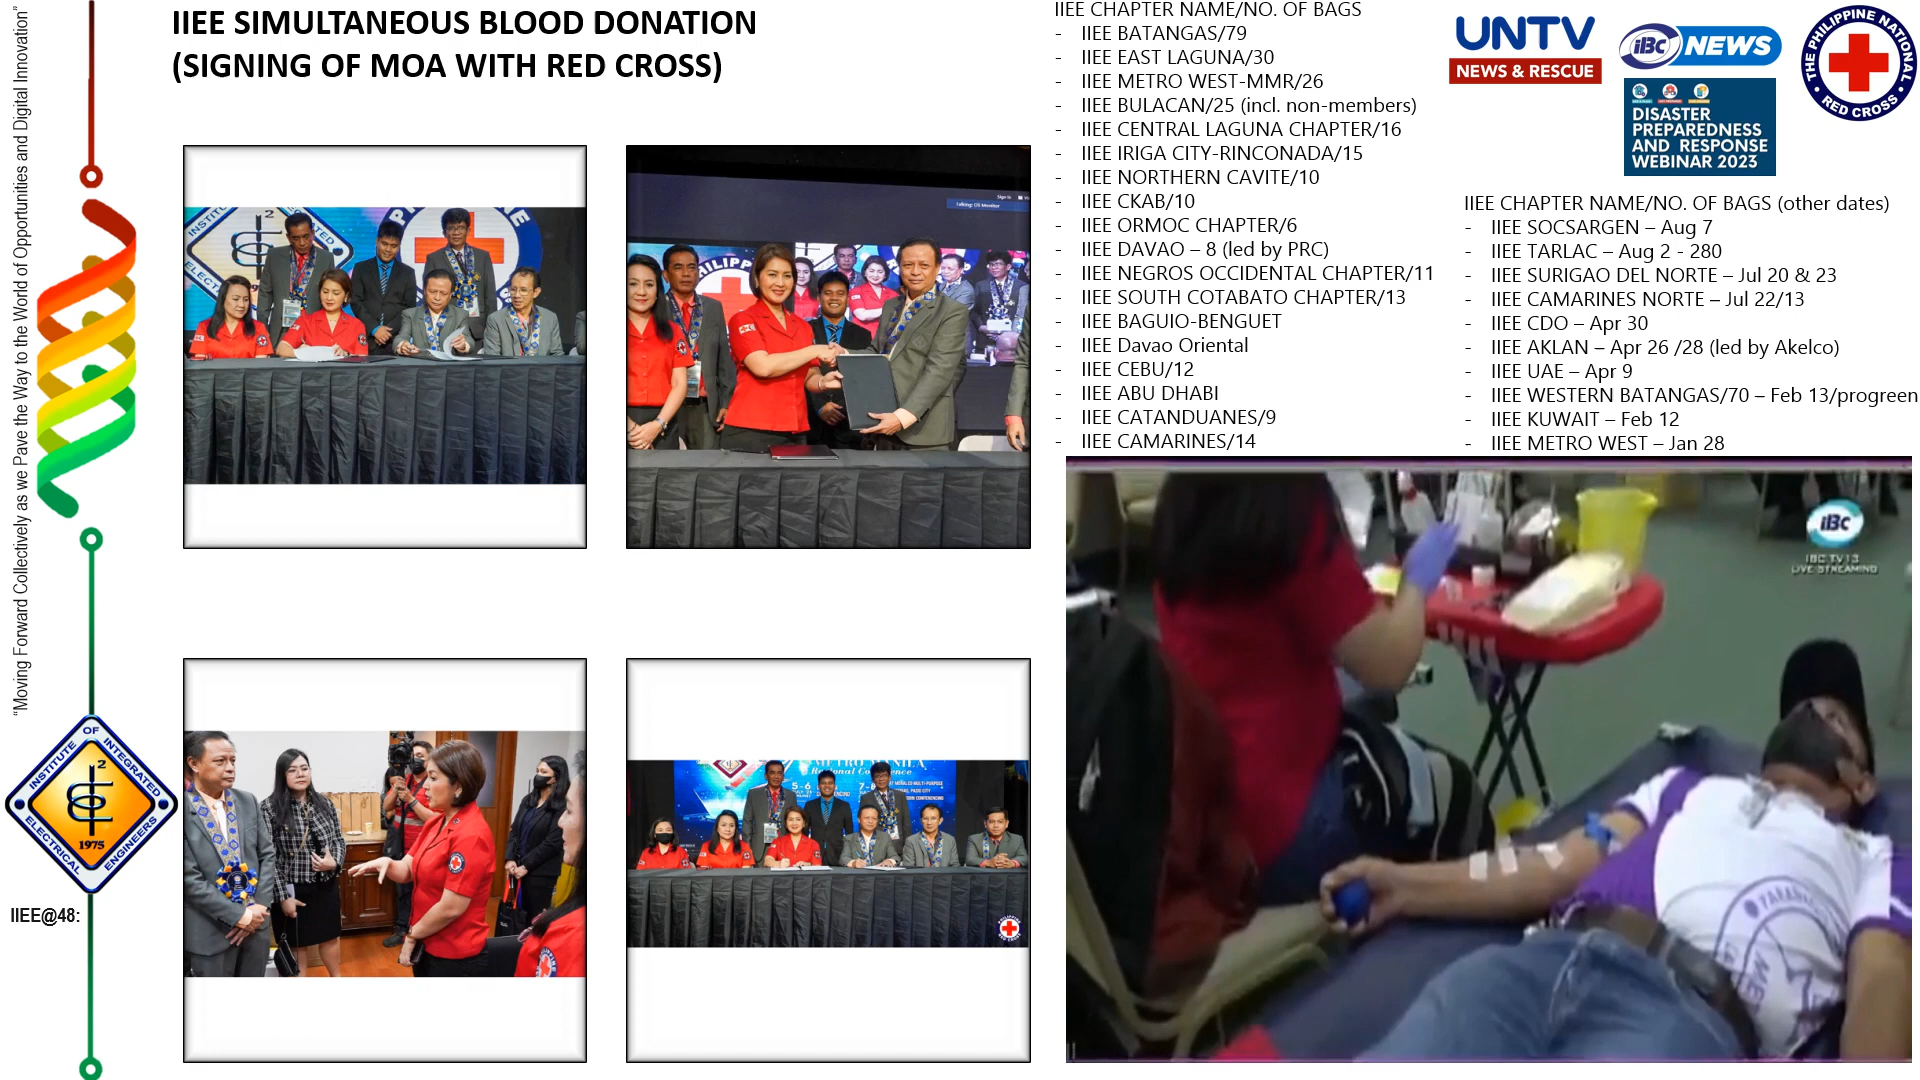 IIEE SIMULTANEOUS BLOOD DONATION
(SIGNING OF MOA WITH RED CROSS)
"Moving Forward Collectively as we Pave the Way to the World of Opportunities and Digital Innovation"
INSTITUTE OF INTEGRATED
ELECTRICAL ENGINEERS
1975
IIEE@48:
IIEE CHAPTER NAME/NO. OF BAGS
- IIEE BATANGAS/79
- IIEE EAST LAGUNA/30
- IIEE METRO WEST-MMR/26
- IIEE BULACAN/25 (incl. non-members)
- IIEE CENTRAL LAGUNA CHAPTER/16
- IIEE IRIGA CITY-RINCONADA/15
- IIEE NORTHERN CAVITE/10
- IIEE CKAB/10
- IIEE ORMOC CHAPTER/6
- IIEE DAVAO – 8 (led by PRC)
- IIEE NEGROS OCCIDENTAL CHAPTER/11
- IIEE SOUTH COTABATO CHAPTER/13
- IIEE BAGUIO-BENGUET
- IIEE Davao Oriental
- IIEE CEBU/12
- IIEE ABU DHABI
- IIEE CATANDUANES/9
- IIEE CAMARINES/14
UNTV
NEWS & RESCUE
iBC NEWS
DISASTER
PREPAREDNESS
AND RESPONSE
WEBINAR 2023
THE PHILIPPINE NATIONAL
RED CROSS
IIEE CHAPTER NAME/NO. OF BAGS (other dates)
- IIEE SOCSARGEN – Aug 7
- IIEE TARLAC – Aug 2 - 280
- IIEE SURIGAO DEL NORTE – Jul 20 & 23
- IIEE CAMARINES NORTE – Jul 22/13
- IIEE CDO – Apr 30
- IIEE AKLAN – Apr 26 /28 (led by Akelco)
- IIEE UAE – Apr 9
- IIEE WESTERN BATANGAS/70 – Feb 13/progreen
- IIEE KUWAIT – Feb 12
- IIEE METRO WEST – Jan 28
iBC
IBC TV13
LIVE STREAMING
Talking: OS Monitor
METRO MANILA
Regional Conference